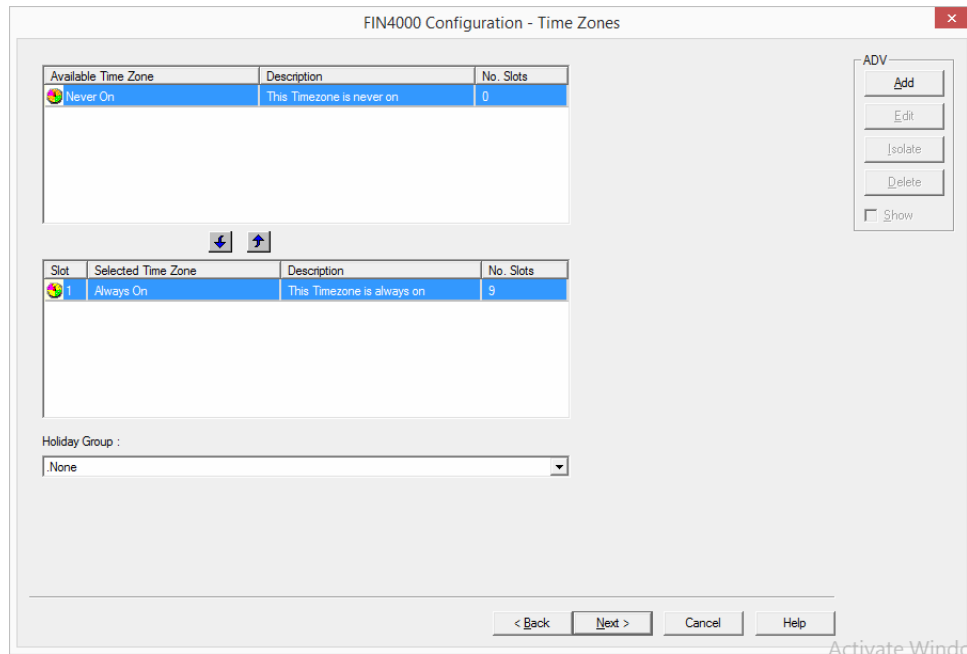 FIN4000 Configuration - Time Zones
Available Time Zone Description No. Slots
Never On This Timezone is never on 0
Slot Selected Time Zone Description No. Slots
1 Always On This Timezone is always on 9
Holiday Group :
.None
ADV
Add
Edit
Isolate
Delete
Show
< Back Next > Cancel Help
Activate Windo